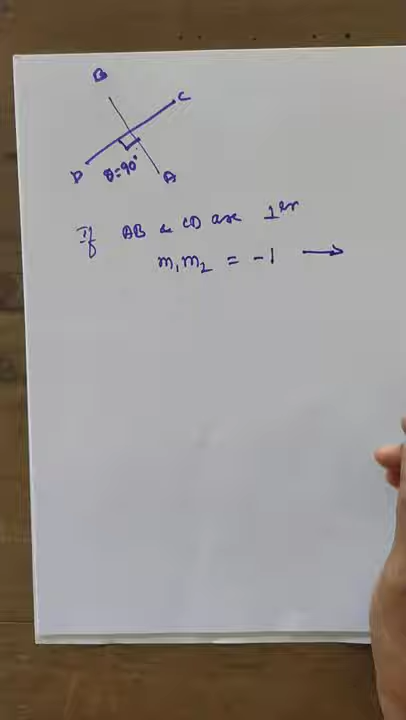 B
C
D
θ=90°
A
If AB & CD are ⊥er
m₁m₂ = -1 →